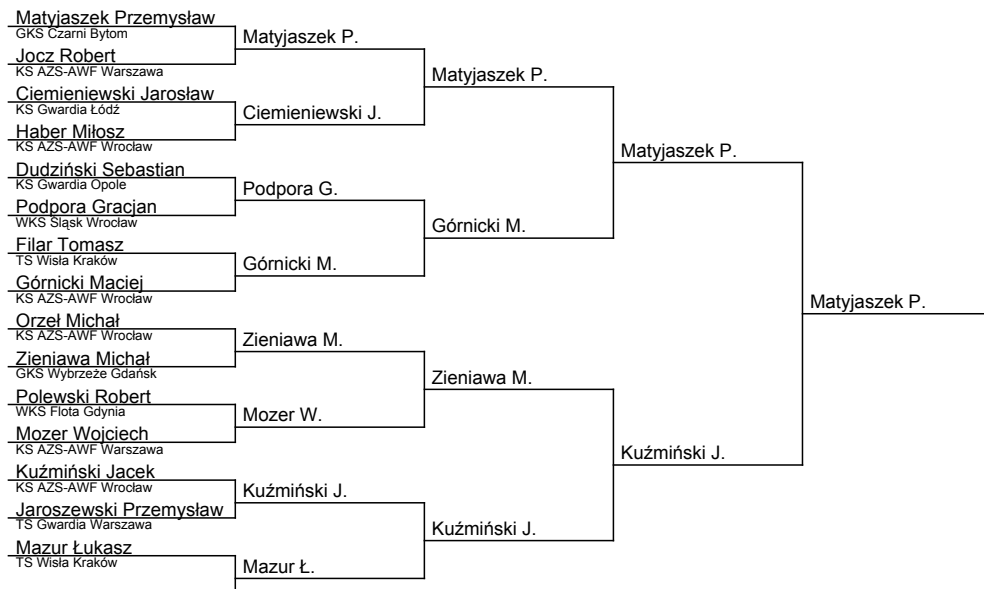 Matyjaszek Przemysław
GKS Czarni Bytom
Jocz Robert
KS AZS-AWF Warszawa
Ciemieniewski Jarosław
KS Gwardia Łódź
Haber Miłosz
KS AZS-AWF Wrocław
Dudziński Sebastian
KS Gwardia Opole
Podpora Gracjan
WKS Śląsk Wrocław
Filar Tomasz
TS Wisła Kraków
Górnicki Maciej
KS AZS-AWF Wrocław
Orzeł Michał
KS AZS-AWF Wrocław
Zieniawa Michał
GKS Wybrzeże Gdańsk
Polewski Robert
WKS Flota Gdynia
Mozer Wojciech
KS AZS-AWF Warszawa
Kuźmiński Jacek
KS AZS-AWF Wrocław
Jaroszewski Przemysław
TS Gwardia Warszawa
Mazur Łukasz
TS Wisła Kraków
Matyjaszek P.
Ciemieniewski J.
Podpora G.
Górnicki M.
Zieniawa M.
Mozer W.
Kuźmiński J.
Mazur Ł.
Matyjaszek P.
Górnicki M.
Zieniawa M.
Kuźmiński J.
Matyjaszek P.
Kuźmiński J.
Matyjaszek P.